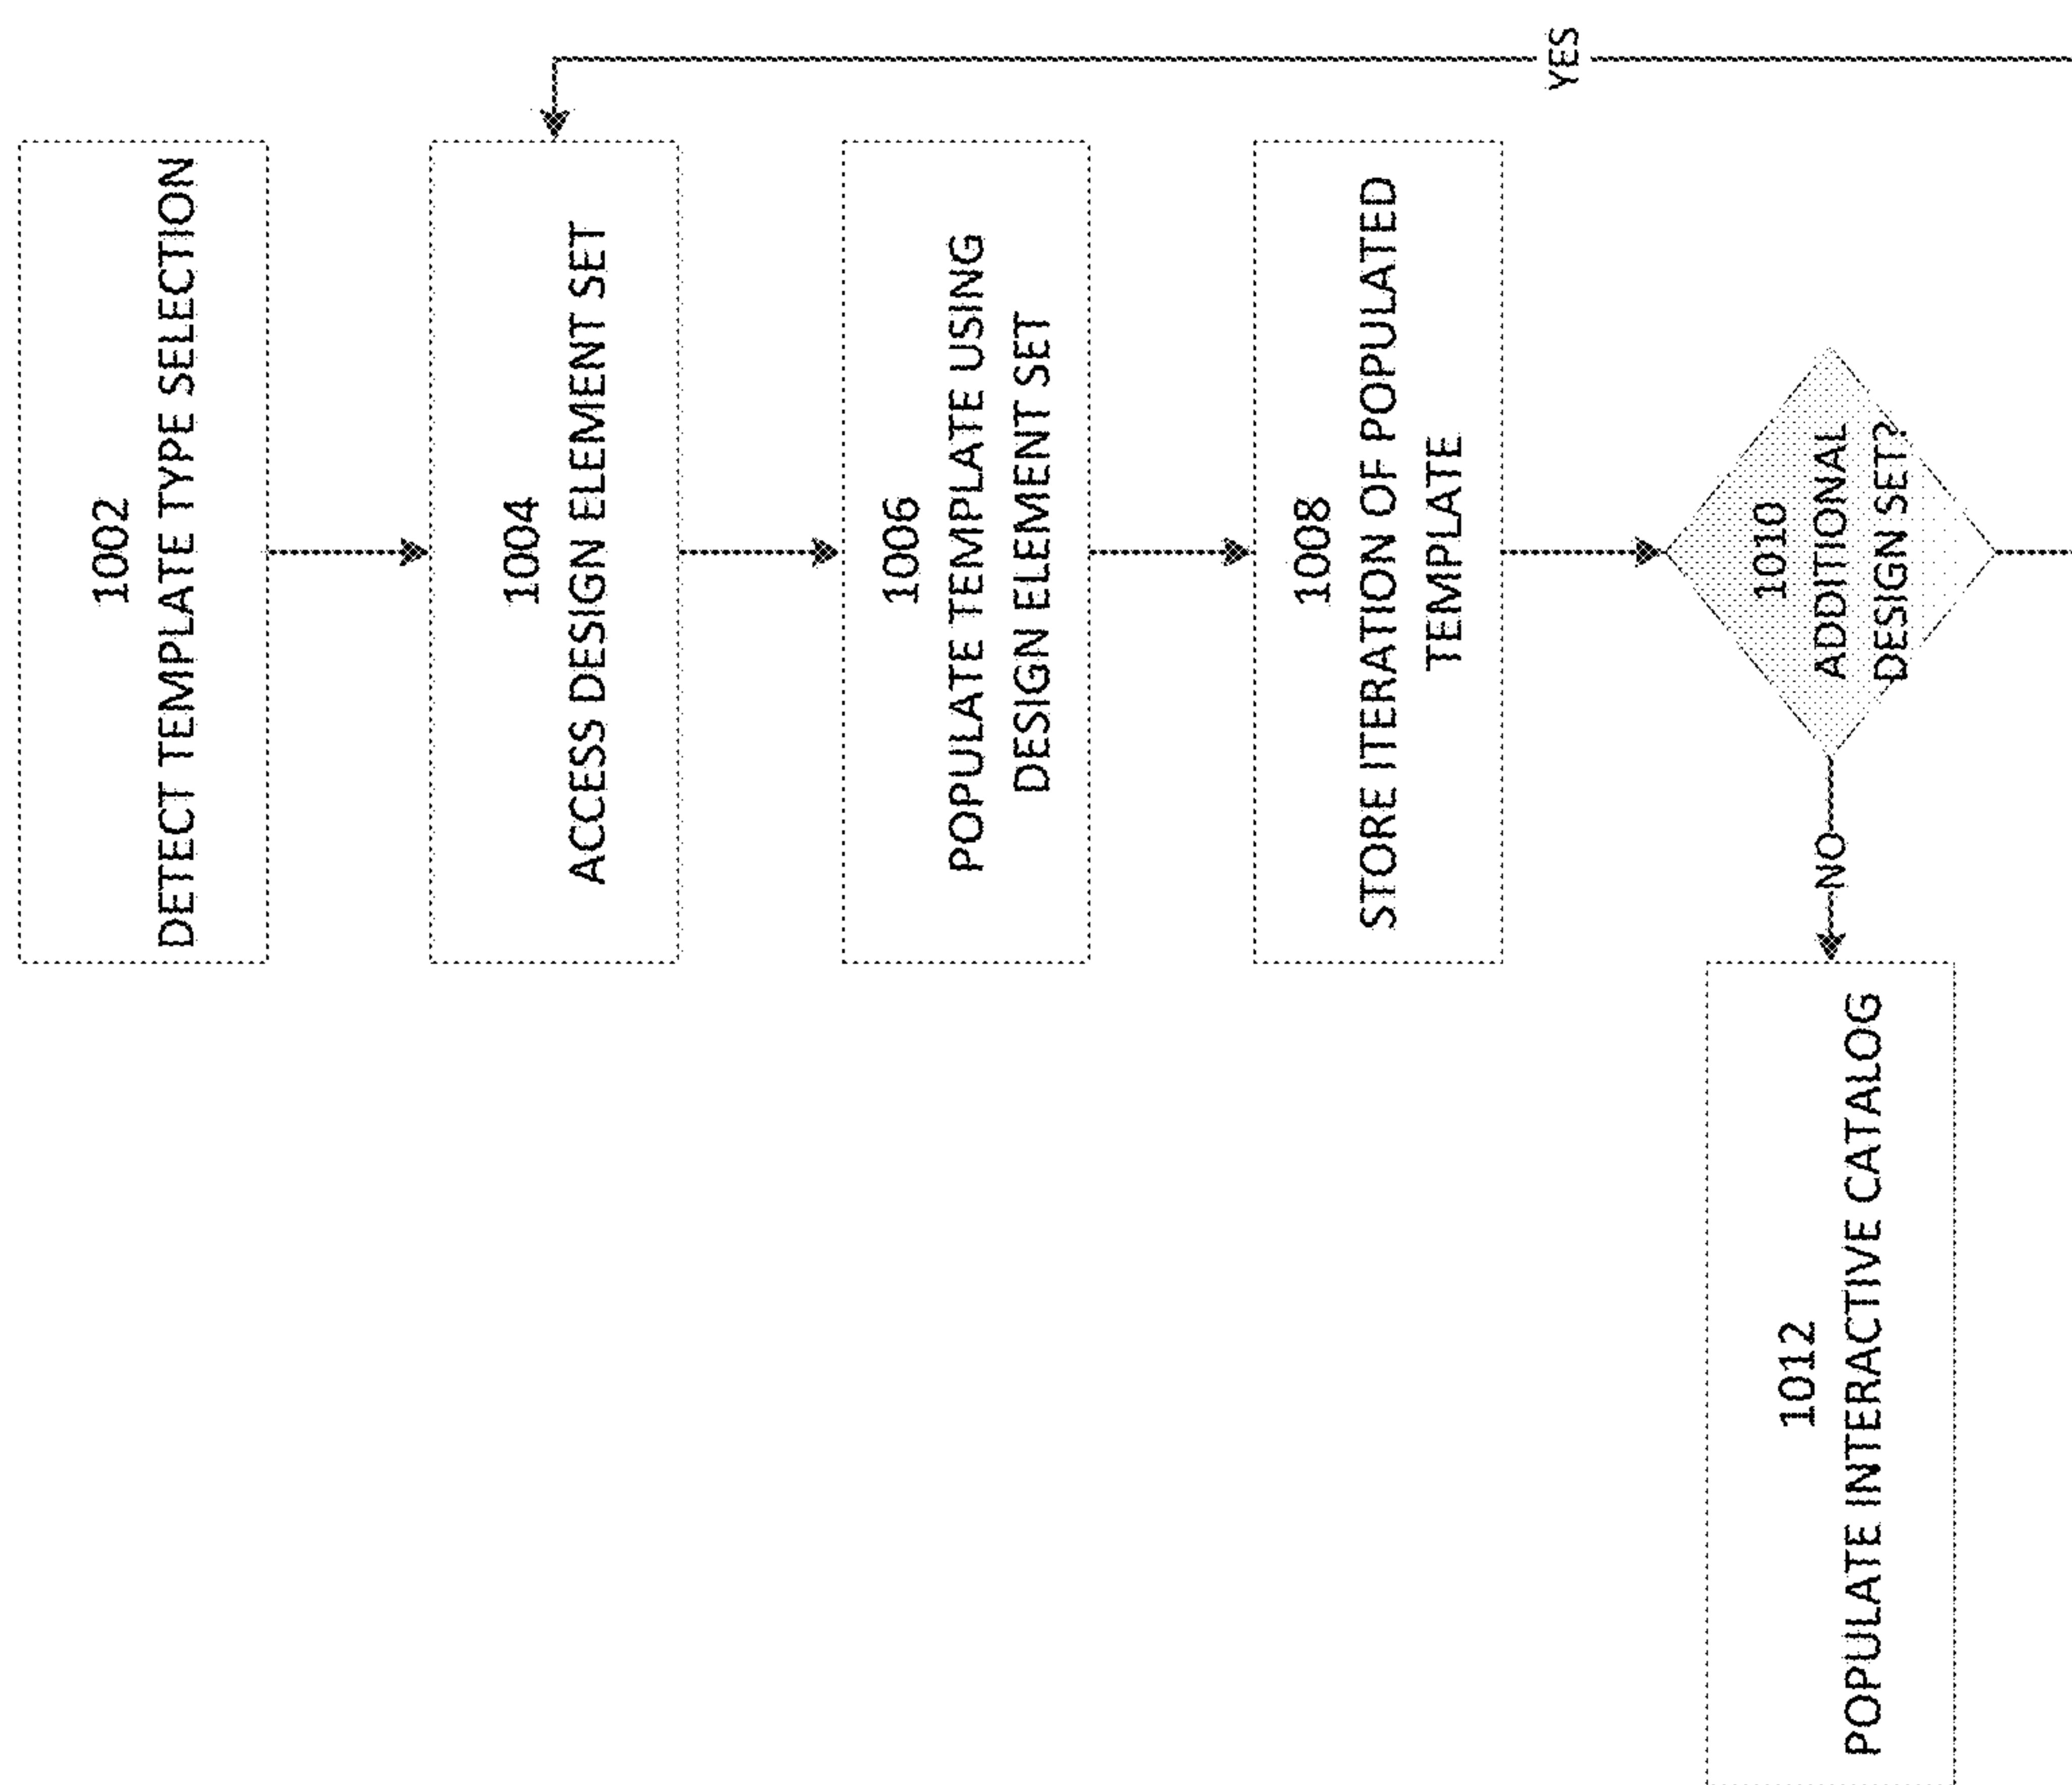 1002
DETECT TEMPLATE TYPE SELECTION
1004
ACCESS DESIGN ELEMENT SET
1006
POPULATE TEMPLATE USING
DESIGN ELEMENT SET
1008
STORE ITERATION OF POPULATED
TEMPLATE
1010
ADDITIONAL
DESIGN SET?
YES
NO
1012
POPULATE INTERACTIVE CATALOG